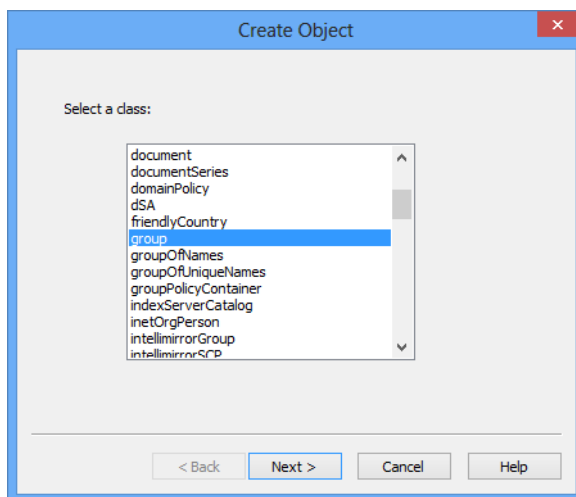 Create Object
Select a class:
document
documentSeries
domainPolicy
dSA
friendlyCountry
group
groupOfNames
groupOfUniqueNames
groupPolicyContainer
indexServerCatalog
inetOrgPerson
intellimirrorGroup
intellimirrorSCP
< Back Next > Cancel Help